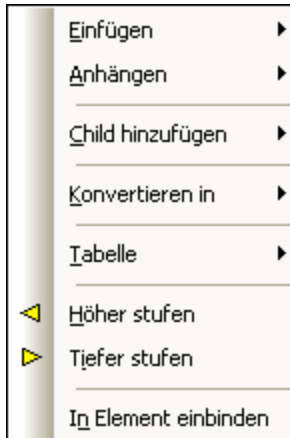 Einfügen
Anhängen
Child hinzufügen
Konvertieren in
Tabelle
Höher stufen
Tiefer stufen
In Element einbinden